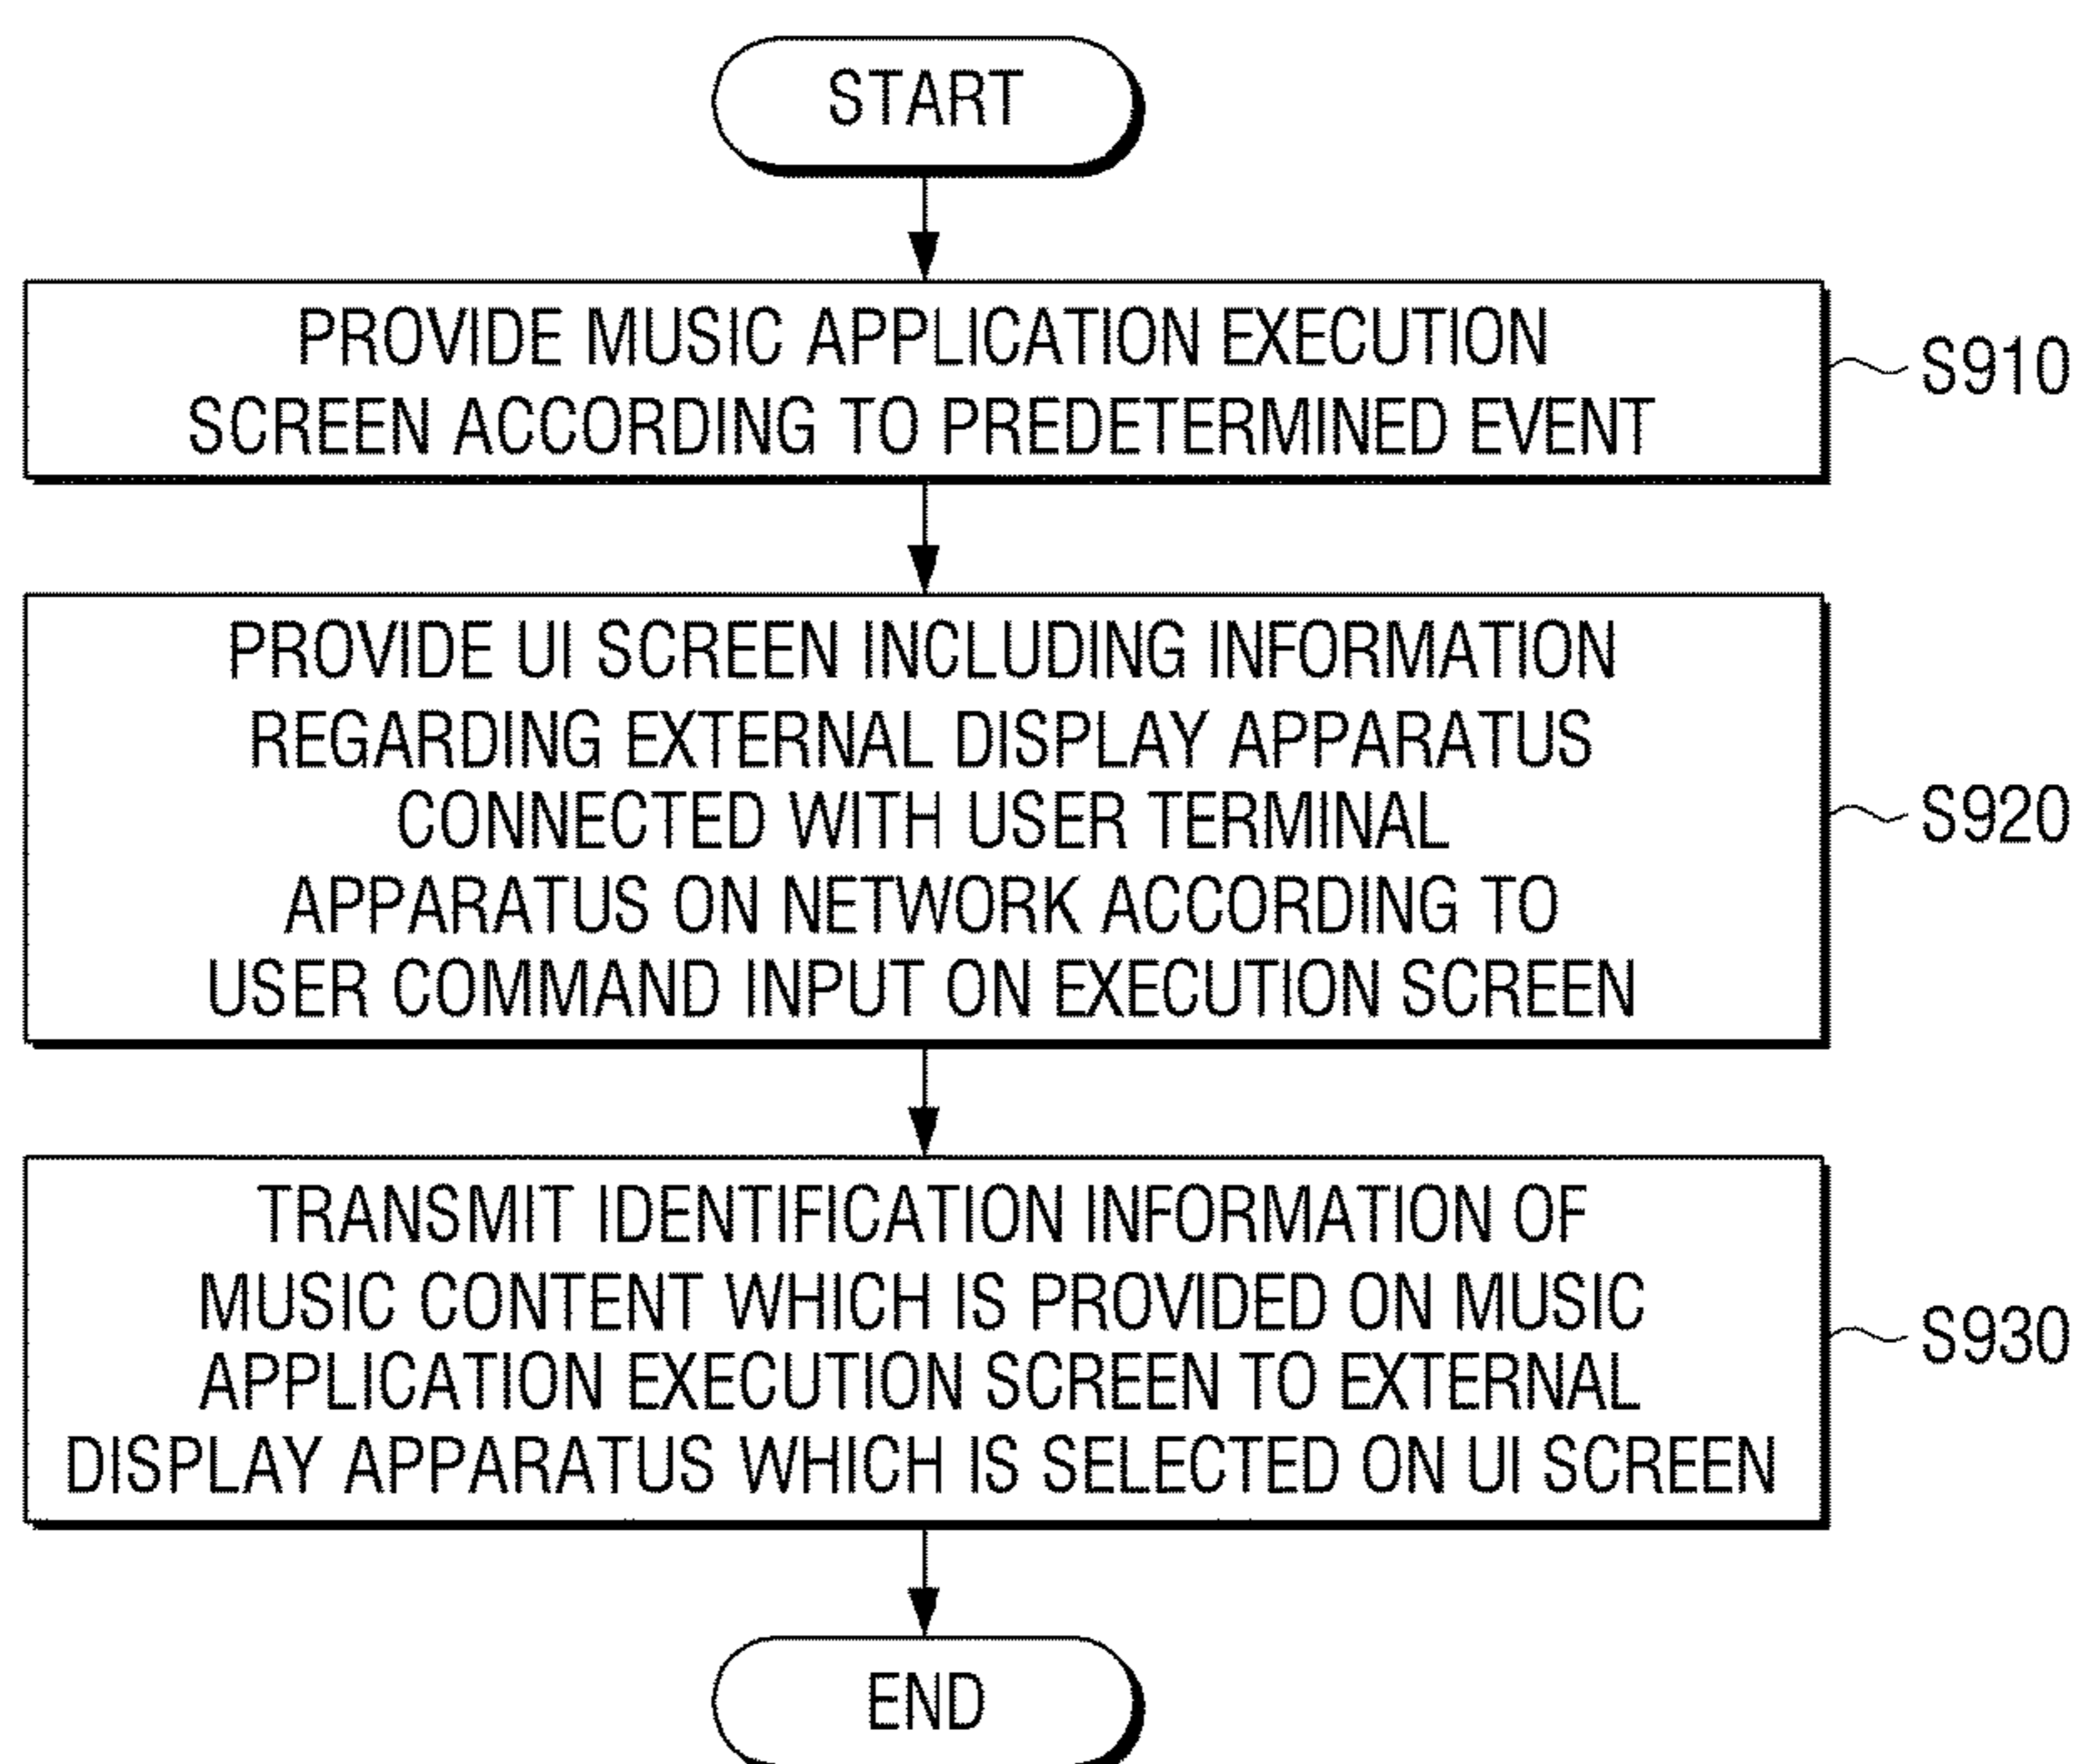 START
PROVIDE MUSIC APPLICATION EXECUTION
SCREEN ACCORDING TO PREDETERMINED EVENT
S910
PROVIDE UI SCREEN INCLUDING INFORMATION
REGARDING EXTERNAL DISPLAY APPARATUS
CONNECTED WITH USER TERMINAL
APPARATUS ON NETWORK ACCORDING TO
USER COMMAND INPUT ON EXECUTION SCREEN
S920
TRANSMIT IDENTIFICATION INFORMATION OF
MUSIC CONTENT WHICH IS PROVIDED ON MUSIC
APPLICATION EXECUTION SCREEN TO EXTERNAL
DISPLAY APPARATUS WHICH IS SELECTED ON UI SCREEN
S930
END